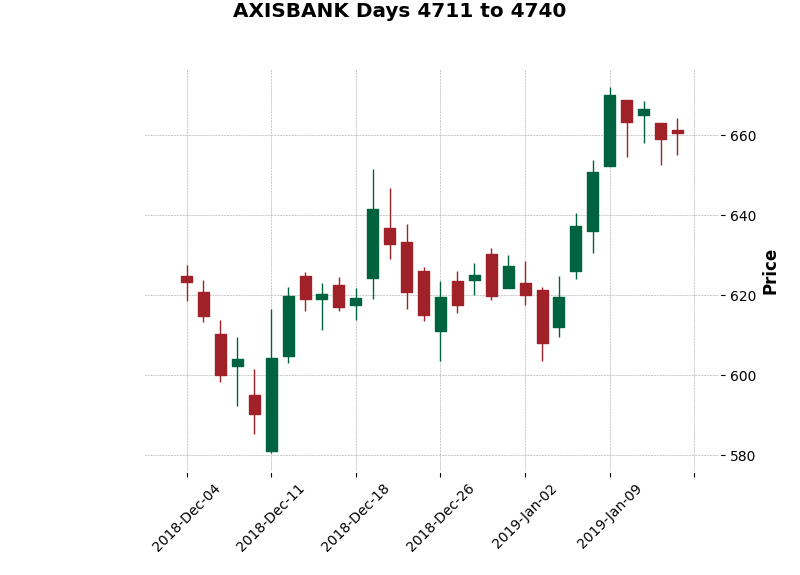 AXISBANK Days 4711 to 4740
660
640
620
600
580
Price
2018-Dec-04
2018-Dec-11
2018-Dec-18
2018-Dec-26
2019-Jan-02
2019-Jan-09